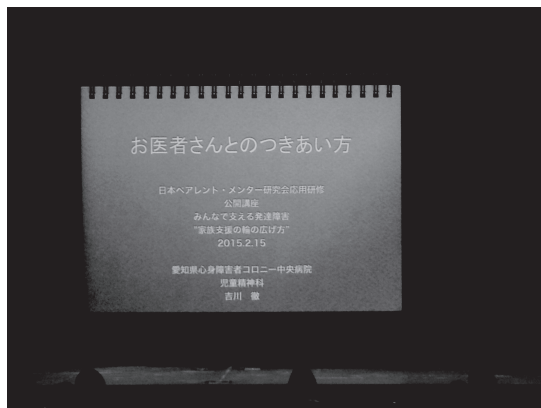 お医者さんとのつきあい方
日本ペアレント・メンター研究会応用研修
公開講座
みんなで支える発達障害
"家族支援の輪の広げ方"
2015.2.15
愛知県心身障害者コロニー中央病院
児童精神科
吉川　徹